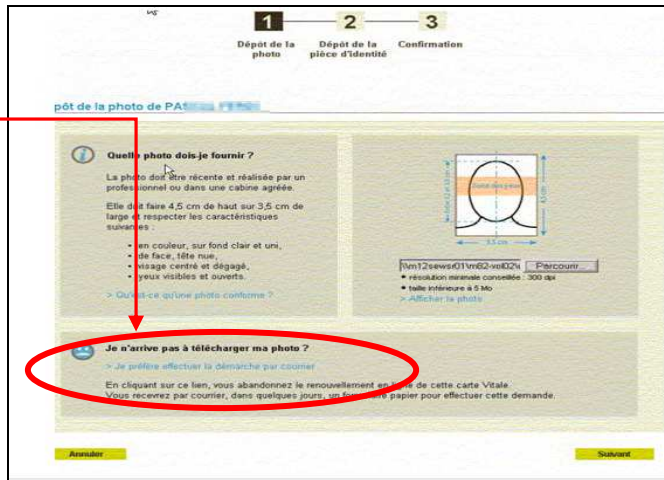 1 2 3
Dépôt de la photo
Dépôt de la pièce d'identité
Confirmation
pôt de la photo de
Quelle photo dois-je fournir ?
La photo doit être récente et réalisée par un
professionnel ou dans une cabine agréée.
Elle doit faire 4,5 cm de haut sur 3,5 cm de
large et respecter les caractéristiques
suivantes :
en couleur, sur fond clair et uni,
de face, tête nue,
visage centré et dégagé,
yeux visibles et ouverts.
> Qu'est-ce qu'une photo conforme ?
3,5 cm
Parcourir...
résolution minimale conseillée : 300 dpi
taille inférieure à 5 Mo
> Afficher la photo
Je n'arrive pas à télécharger ma photo ?
> Je préfère effectuer la démarche par courrier
En cliquant sur ce lien, vous abandonnez le renouvellement en ligne de cette carte Vitale.
Vous recevrez par courrier, dans quelques jours, un formulaire papier pour effectuer cette demande.
Annuler
Suivant